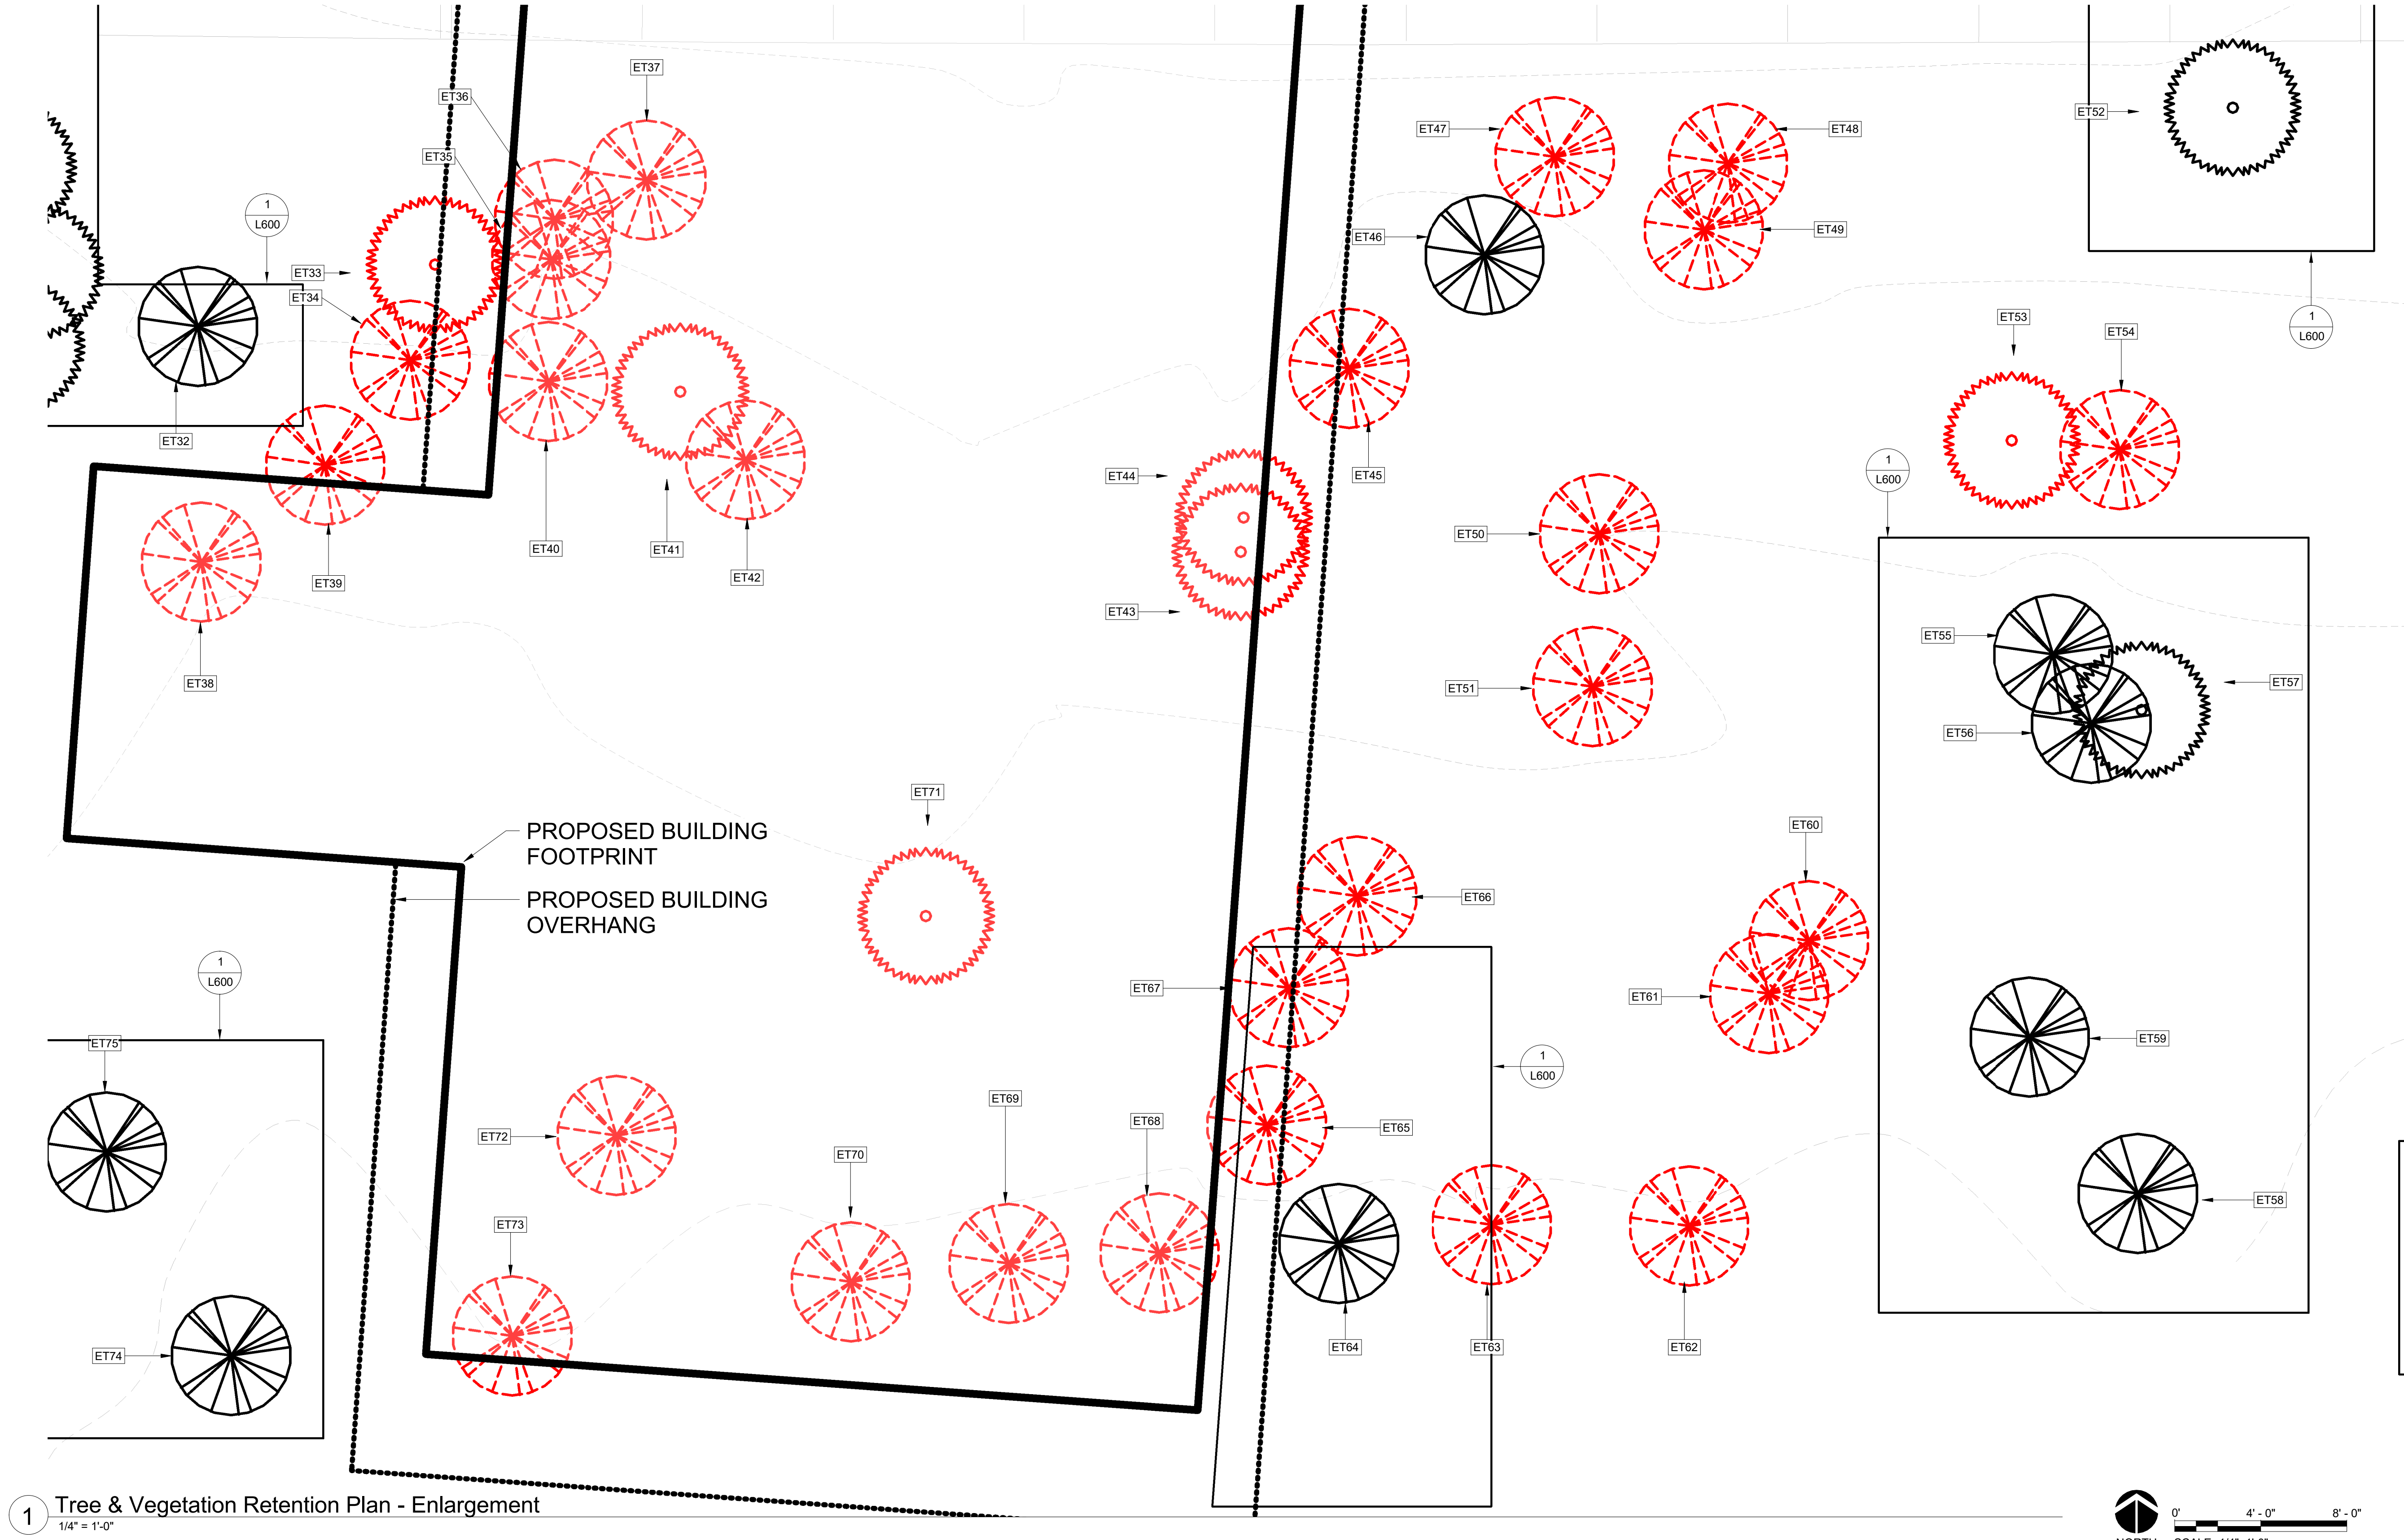 ET37
ET36
ET52
ET47
ET48
ET35
1
L600
ET49
ET46
ET33
ET34
1
L600
ET53
ET54
ET32
1
L600
ET44
ET45
ET50
ET40
ET41
ET42
ET39
ET43
ET55
ET38
ET51
ET57
ET56
ET71
ET60
PROPOSED BUILDING
FOOTPRINT
PROPOSED BUILDING
OVERHANG
ET66
1
L600
ET67
ET61
ET75
ET59
1
L600
ET69
ET68
ET72
ET65
ET70
ET58
ET73
ET74
ET64
ET63
ET62
1
Tree & Vegetation Retention Plan - Enlargement
1/4" = 1'-0"
0'
4' - 0"
8' - 0"